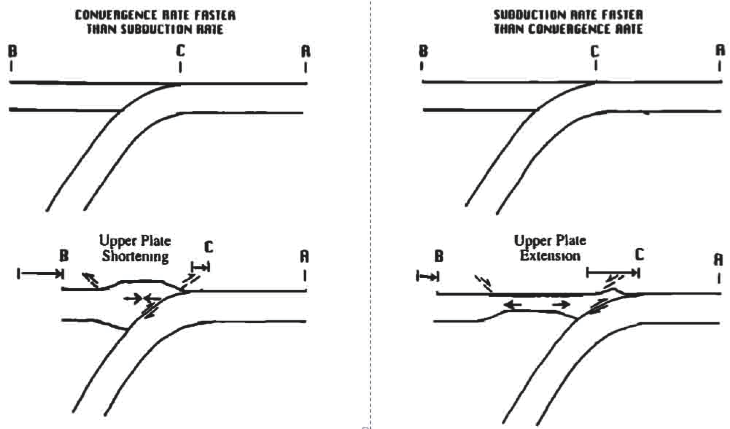 CONVERGENCE RATE FASTER
THAN SUBDUCTION RATE
B C A
Upper Plate
Shortening
B C A
SUBDUCTION RATE FASTER
THAN CONVERGENCE RATE
B C A
Upper Plate
Extension
B C A